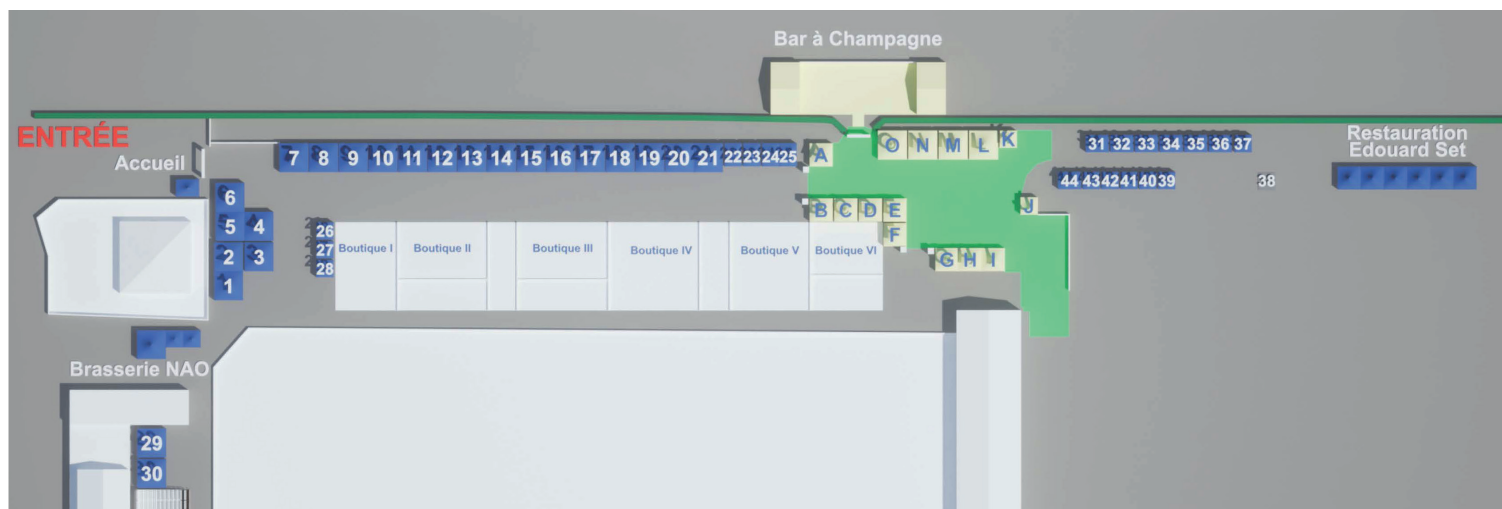 Bar à Champagne
ENTRÉE
Accueil
7 8 9 10 11 12 13 14 15 16 17 18 19 20 21 22 23 24 25
A
O N M L K
31 32 33 34 35 36 37
Restauration
Edouard Set
44 43 42 41 40 39
38
6
5 4
2 3
1
26
27
28
B C D E
F
J
Boutique I
Boutique II
Boutique III
Boutique IV
Boutique V
Boutique VI
G H I
Brasserie NAO
29
30